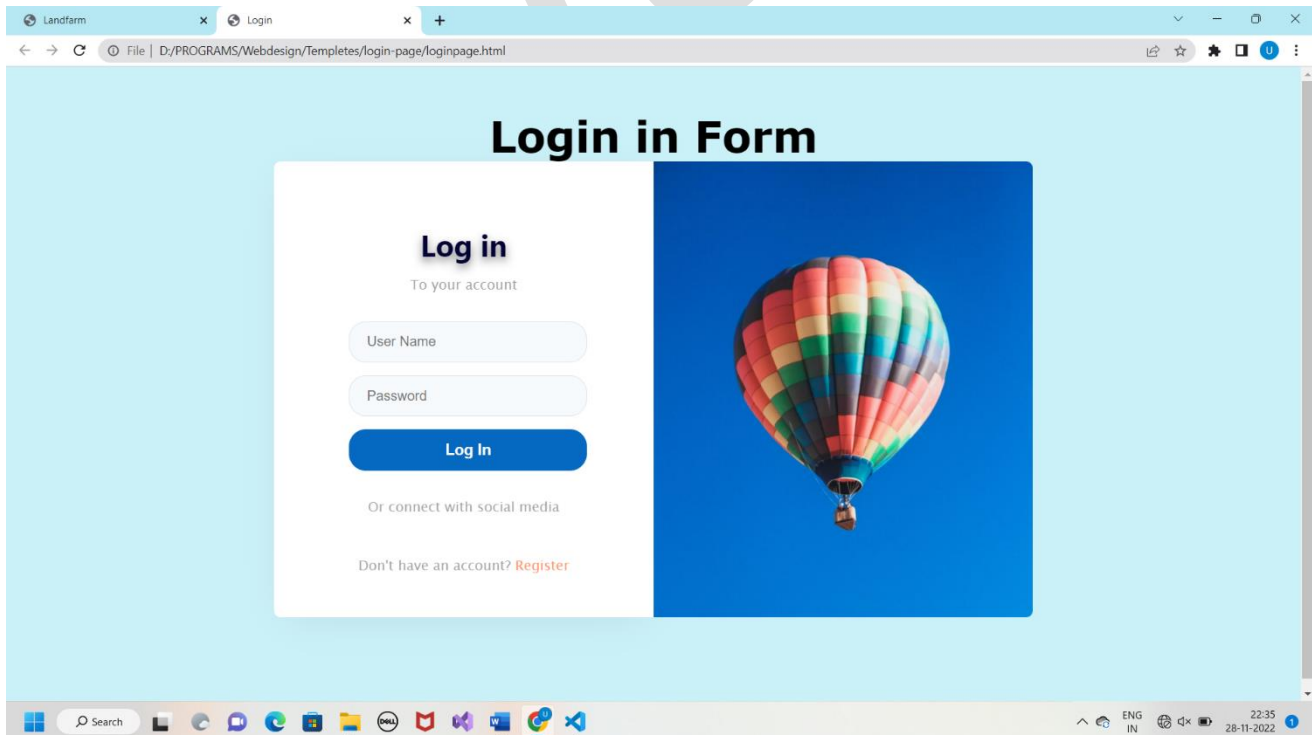 Landfarm
Login
File | D:/PROGRAMS/Webdesign/Templetes/login-page/loginpage.html
U
Login in Form
Log in
To your account
User Name
Password
Log In
Or connect with social media
Don't have an account? Register
Search
DELL
W
U
ENG
IN
22:35
28-11-2022
1